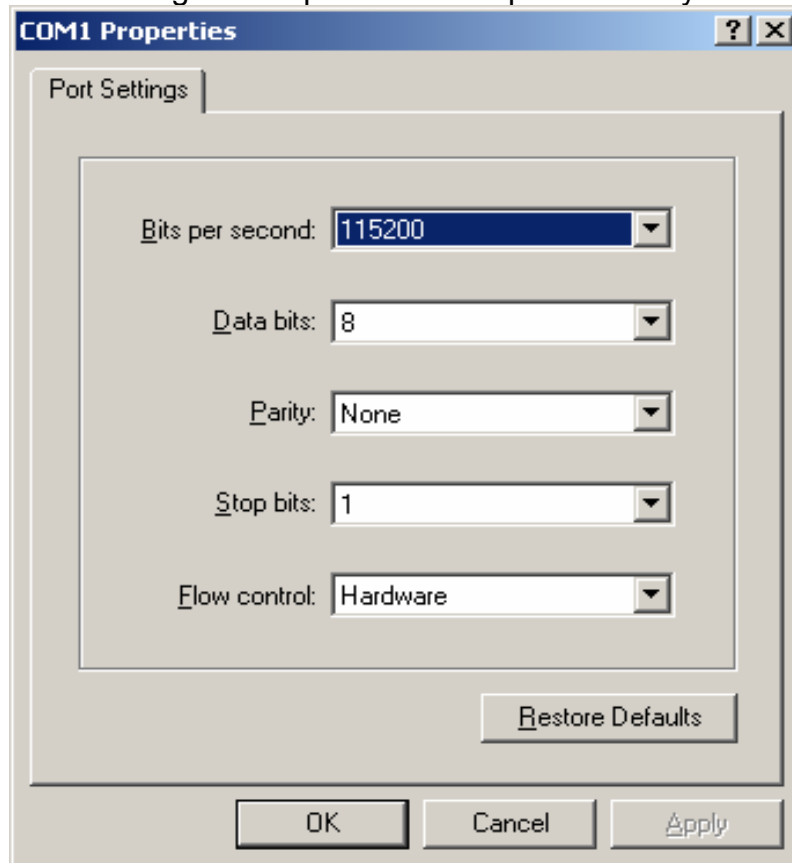 COM1 Properties
Port Settings
Bits per second: 115200
Data bits: 8
Parity: None
Stop bits: 1
Flow control: Hardware
Restore Defaults
OK Cancel Apply